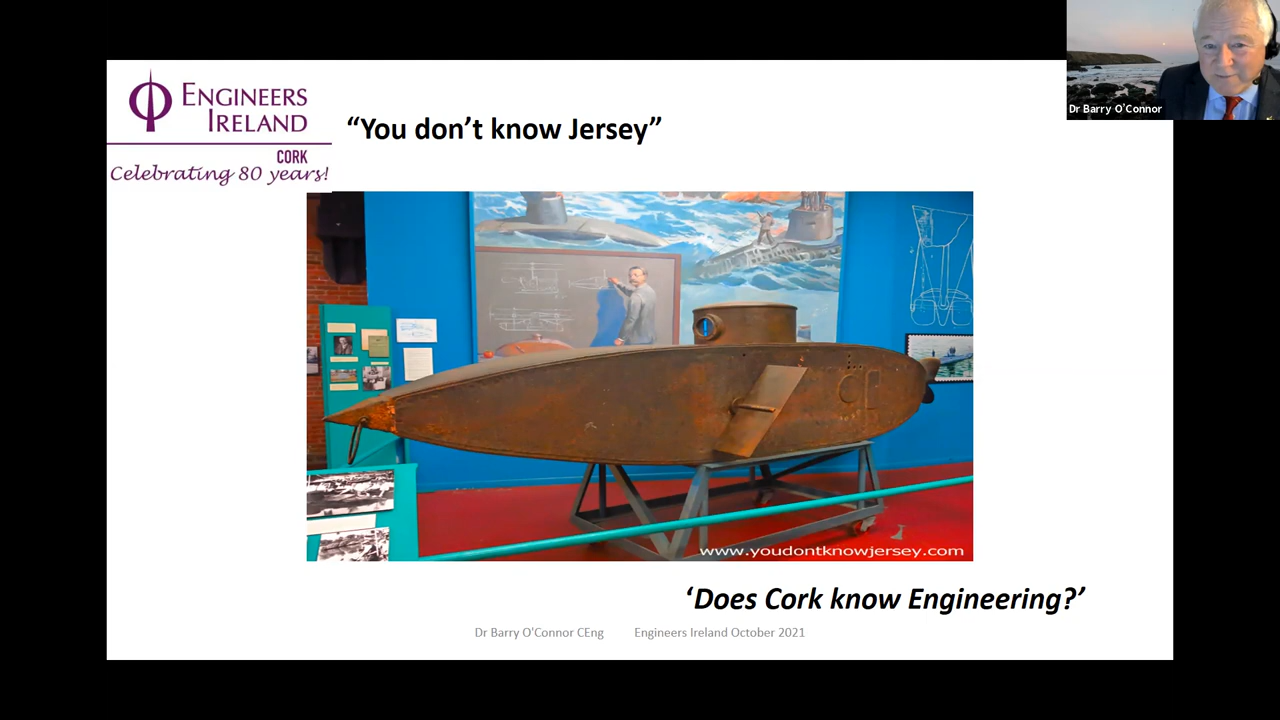 ENGINEERS
IRELAND
CORK
Celebrating 80 years!
“You don’t know Jersey”
Dr Barry O'Connor
www.youdontknowjersey.com
‘Does Cork know Engineering?’
Dr Barry O'Connor CEng Engineers Ireland October 2021